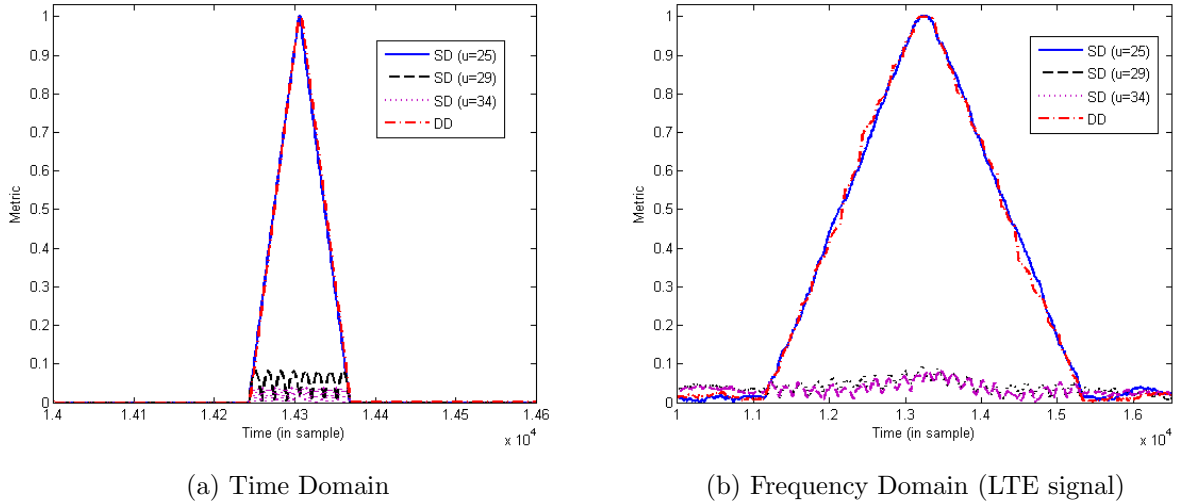 1
0.9
0.8
0.7
0.6
0.5
0.4
0.3
0.2
0.1
0
Metric
SD (u=25)
SD (u=29)
SD (u=34)
DD
1.4 1.41 1.42 1.43 1.44 1.45 1.46
Time (in sample)
x 10^4
(a) Time Domain
1
0.9
0.8
0.7
0.6
0.5
0.4
0.3
0.2
0.1
0
Metric
SD (u=25)
SD (u=29)
SD (u=34)
DD
1 1.1 1.2 1.3 1.4 1.5 1.6
Time (in sample)
x 10^4
(b) Frequency Domain (LTE signal)